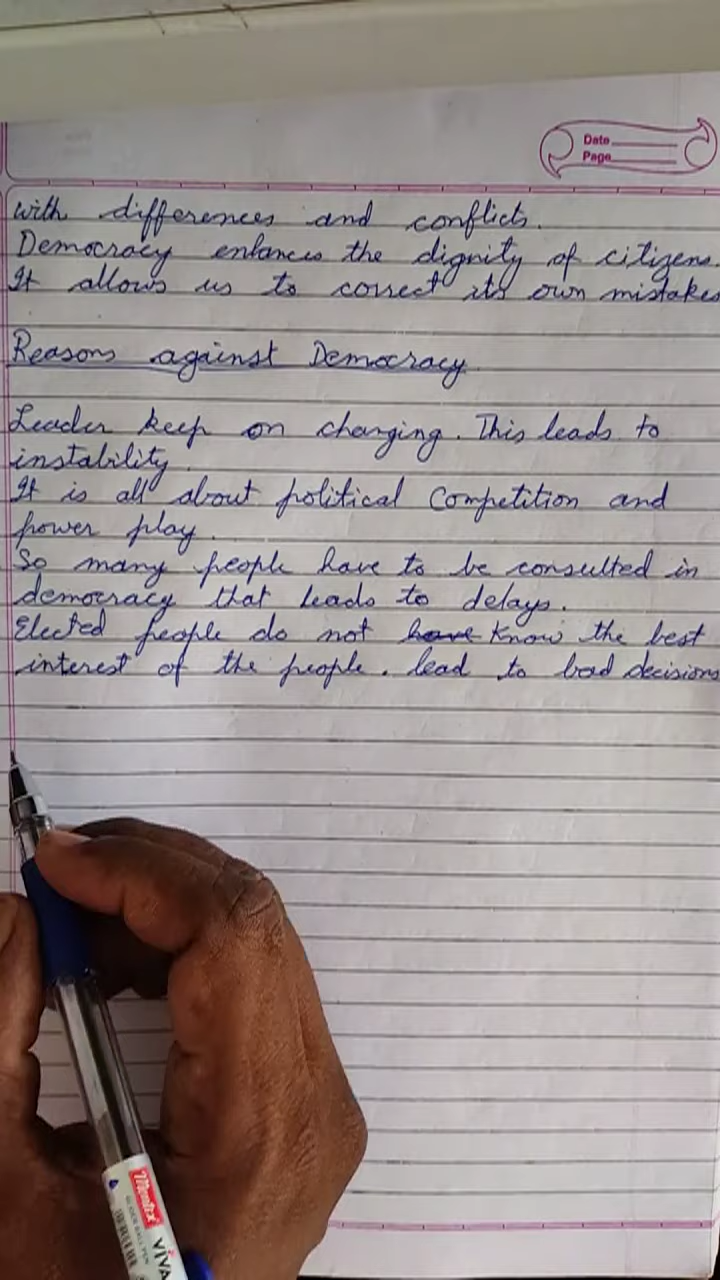 Date
Page
with differences and conflicts.
Democracy enhances the dignity of citizens.
It allows us to correct its own mistakes
Reasons against Democracy
Leader keep on changing. This leads to
instability.
It is all about political Competition and
power play.
So many people have to be consulted in
democracy that leads to delays.
Elected people do not have know the best
interest of the people. lead to bad decisions
Montex
VIVA